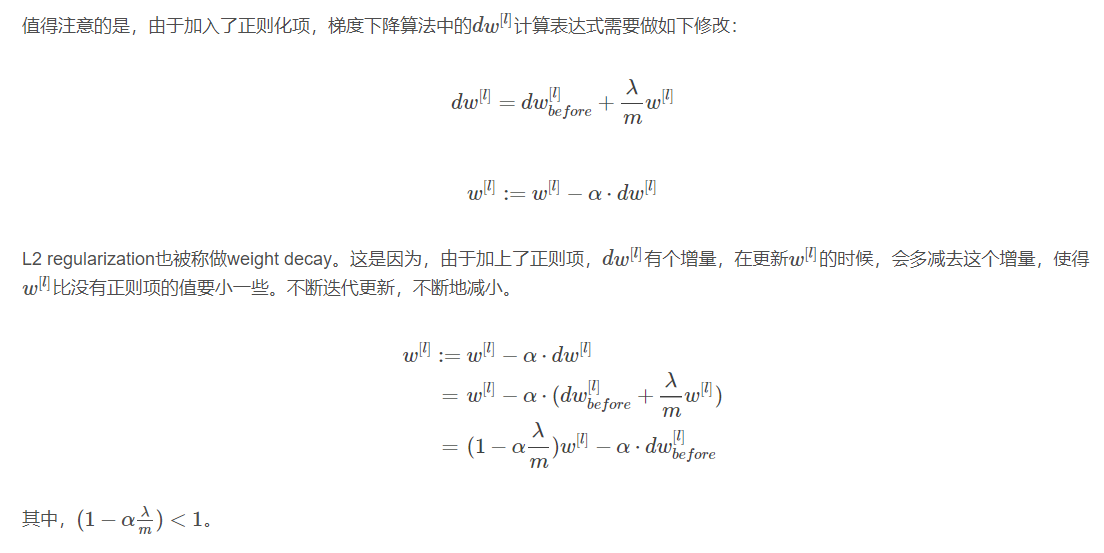 值得注意的是，由于加入了正则化项，梯度下降算法中的$dw^{[l]}$计算表达式需要做如下修改：
$dw^{[l]} = dw^{[l]}_{before} + \frac{\lambda}{m}w^{[l]}$
$w^{[l]} := w^{[l]} - \alpha \cdot dw^{[l]}$
L2 regularization也被称做weight decay。这是因为，由于加上了正则项，$dw^{[l]}$有个增量，在更新$w^{[l]}$的时候，会多减去这个增量，使得
$w^{[l]}$比没有正则项的值要小一些。不断迭代更新，不断地减小。
$w^{[l]} := w^{[l]} - \alpha \cdot dw^{[l]}$
$= w^{[l]} - \alpha \cdot (dw^{[l]}_{before} + \frac{\lambda}{m}w^{[l]})$
$= (1 - \alpha\frac{\lambda}{m})w^{[l]} - \alpha \cdot dw^{[l]}_{before}$
其中，$(1 - \alpha\frac{\lambda}{m}) < 1$。